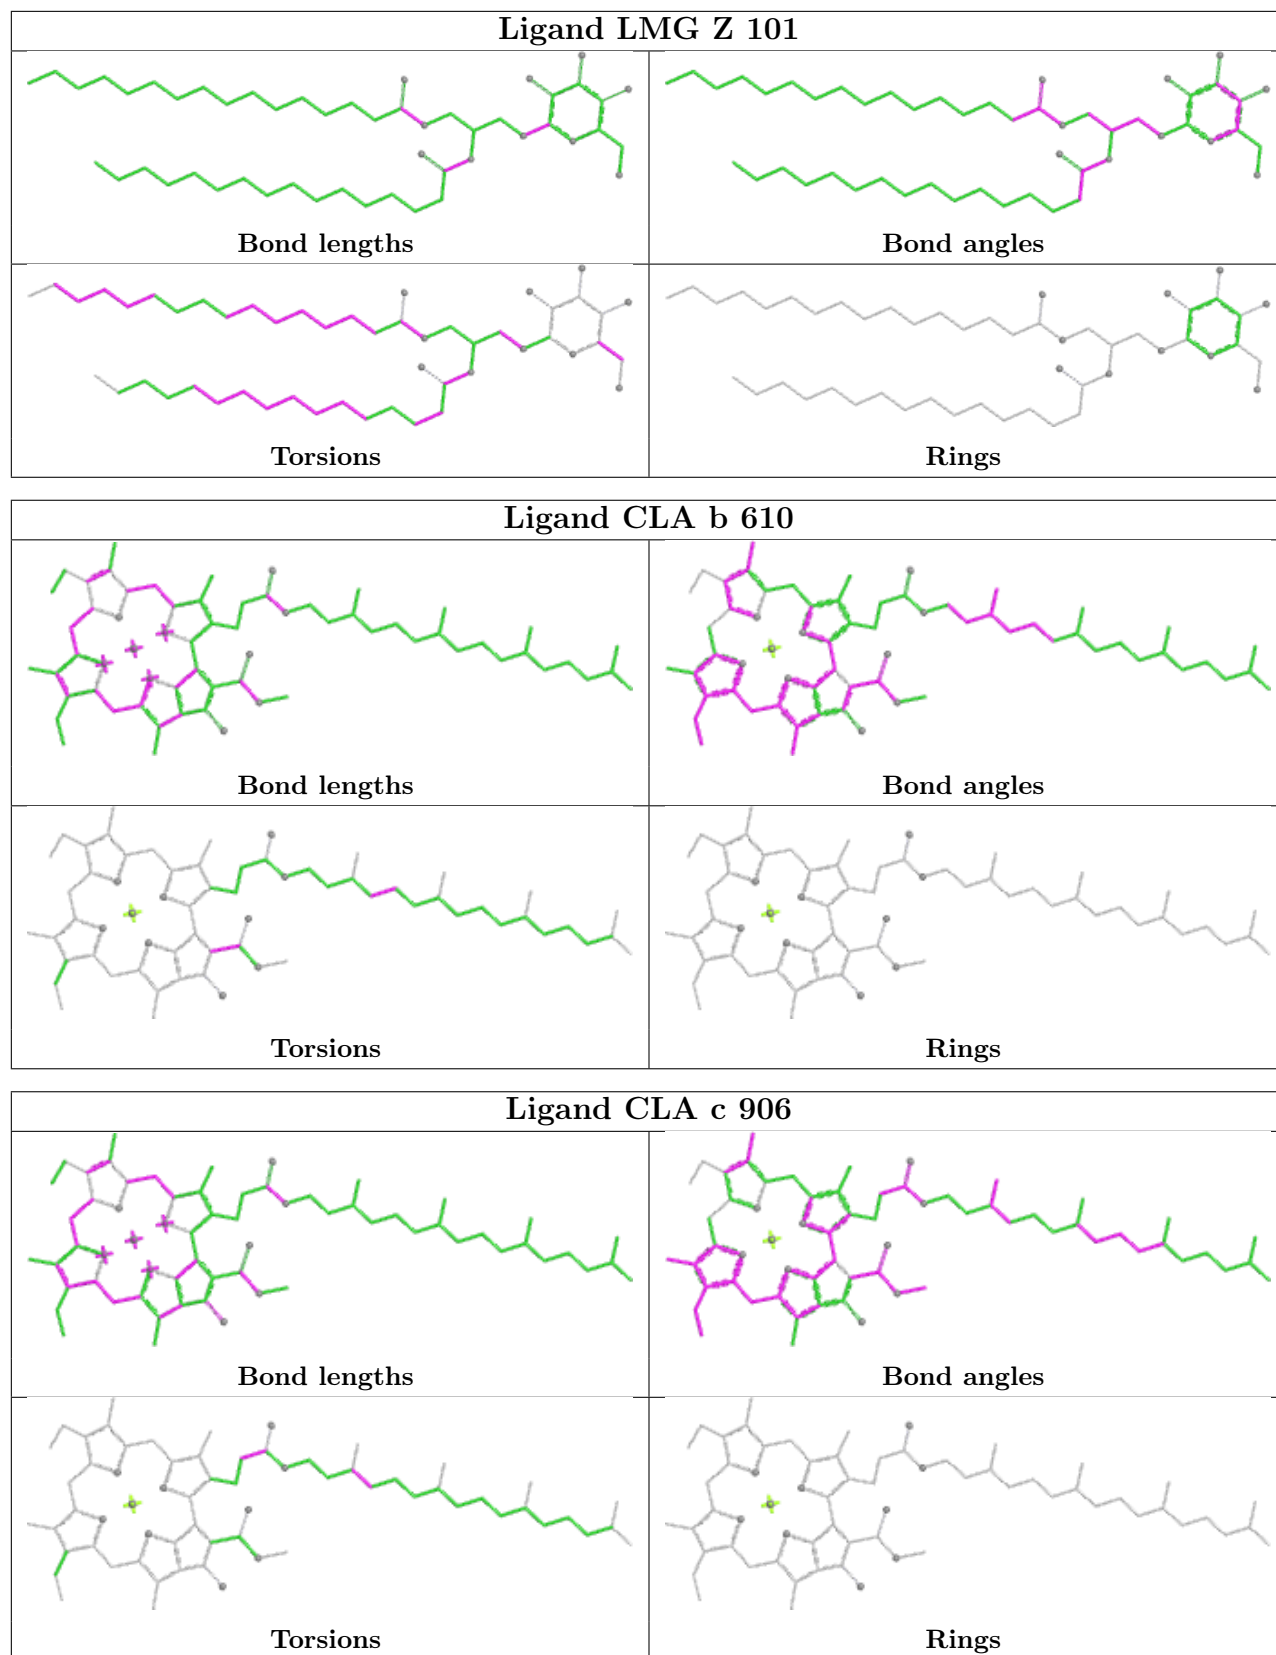 Ligand LMG Z 101
Bond lengths
Bond angles
Torsions
Rings
Ligand CLA b 610
Bond lengths
Bond angles
Torsions
Rings
Ligand CLA c 906
Bond lengths
Bond angles
Torsions
Rings